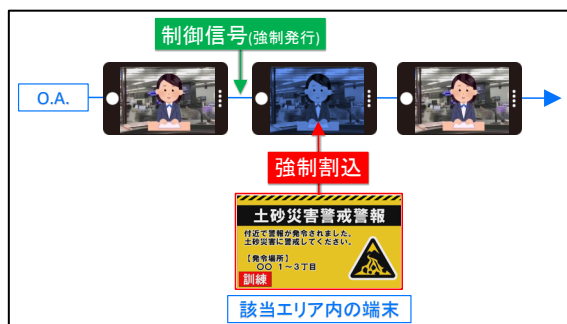 制御信号(強制発行)
O.A.
強制割込
土砂災害警戒警報
付近で警報が発令されました。
土砂災害に警戒してください。
【発令場所】
〇〇 1~3丁目
訓練
該当エリア内の端末